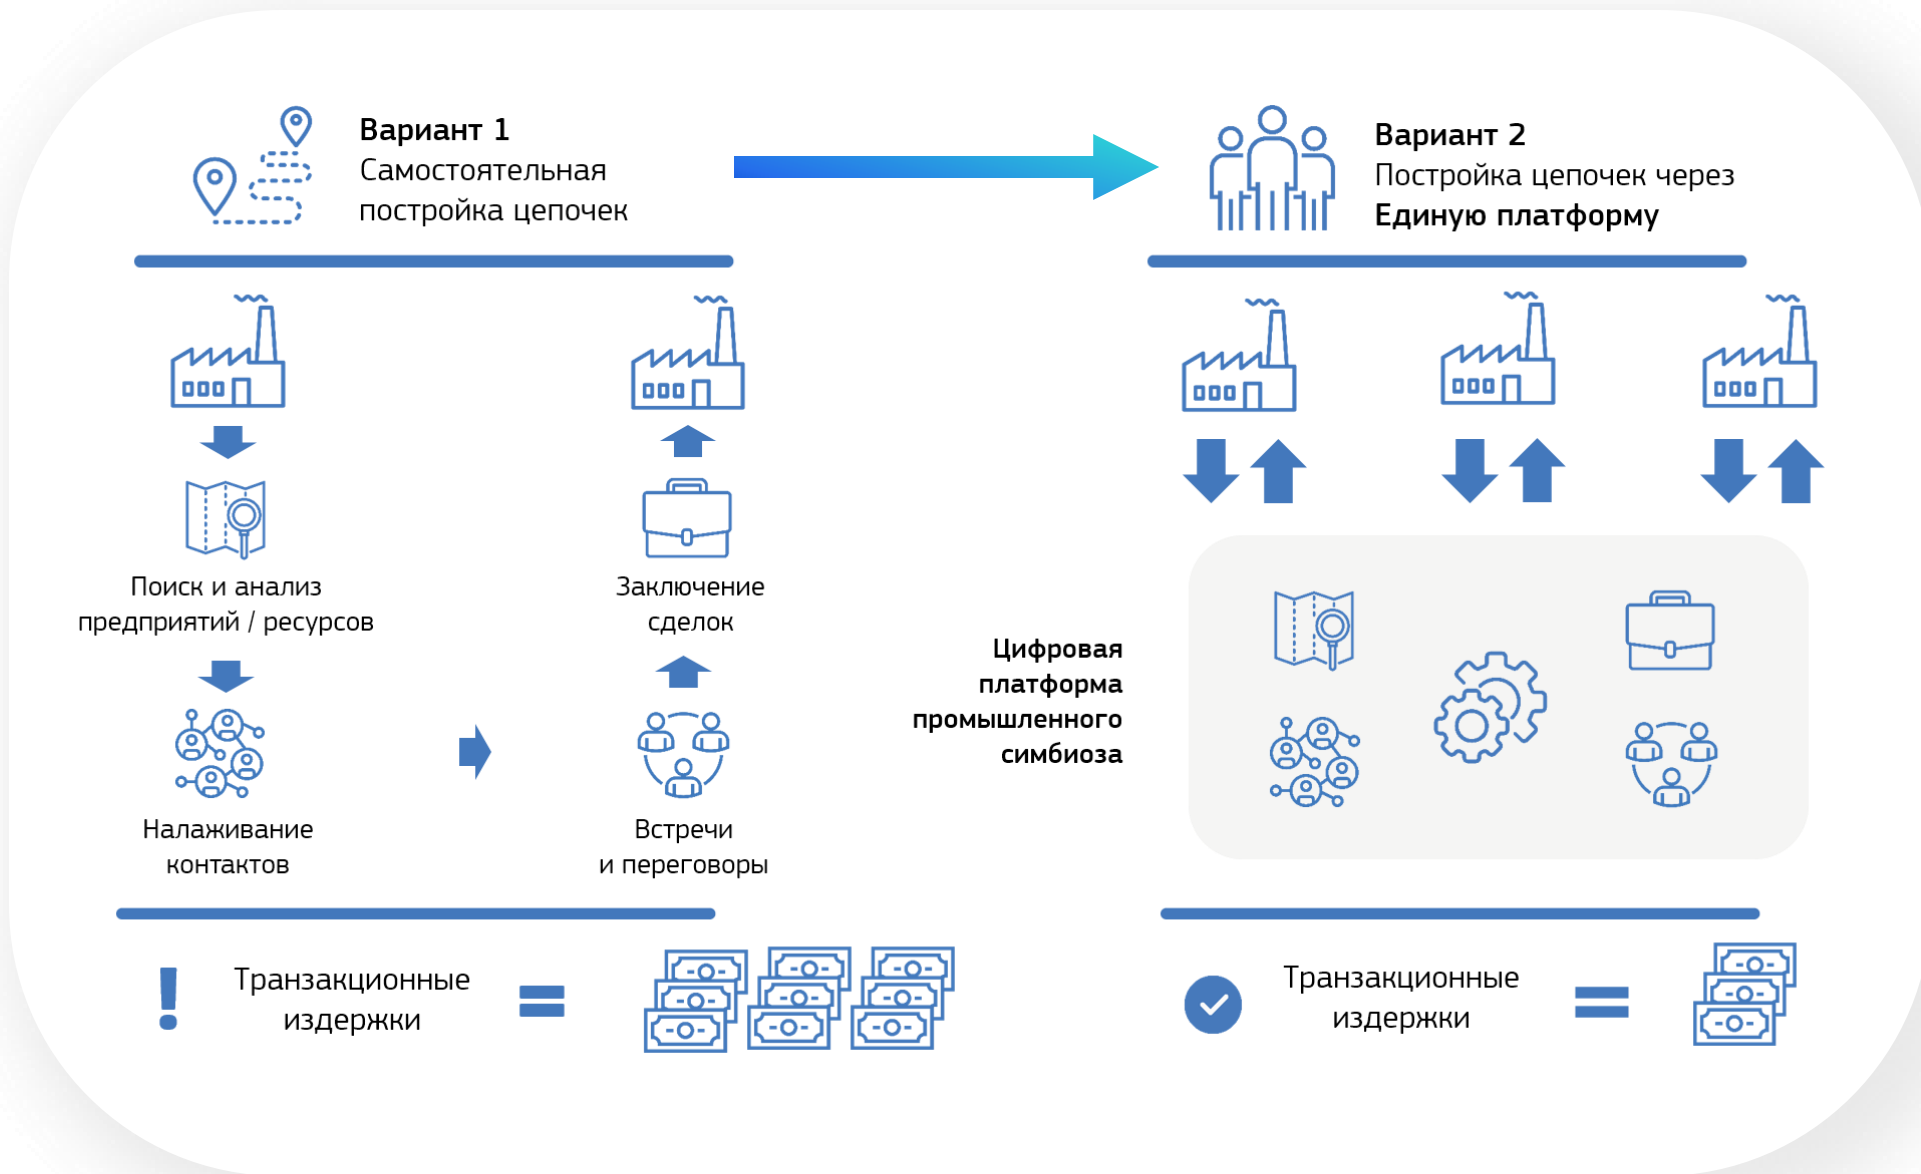 Вариант 1
Самостоятельная
постройка цепочек
Вариант 2
Постройка цепочек через
Единую платформу
Поиск и анализ
предприятий / ресурсов
Заключение
сделок
Налаживание
контактов
Встречи
и переговоры
Цифровая
платформа
промышленного
симбиоза
Транзакционные
издержки
Транзакционные
издержки